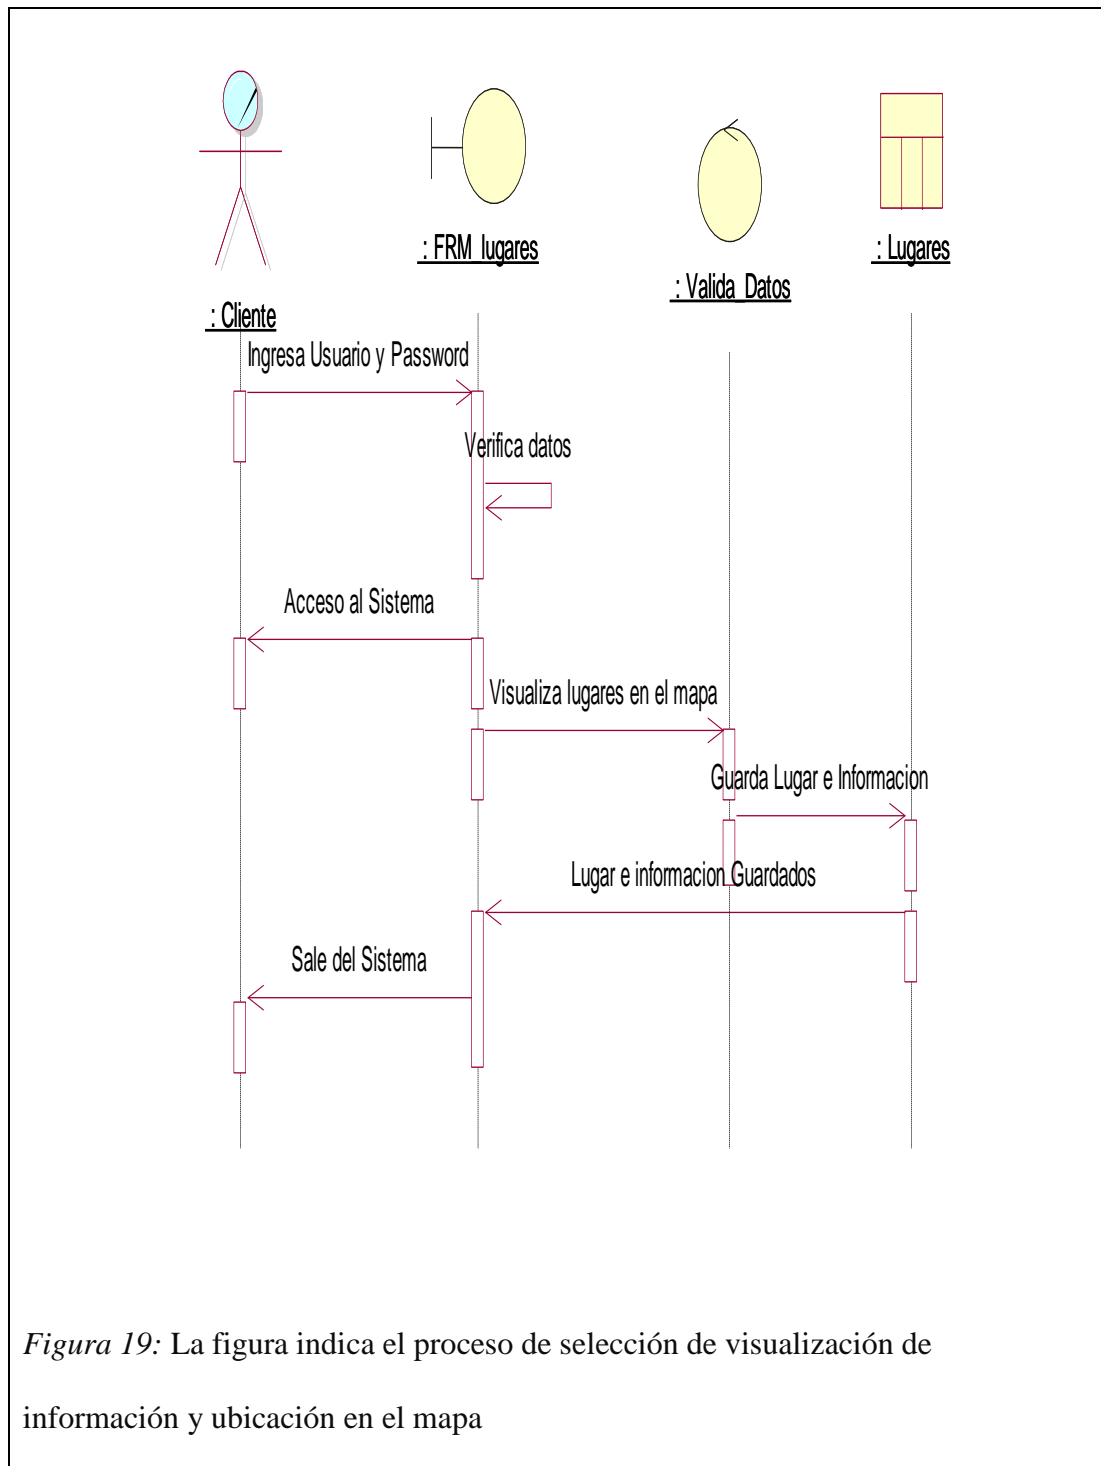 : FRM_lugares
: Lugares
: Valida_Datos
: Cliente
Ingresa Usuario y Password
Verifica datos
Acceso al Sistema
Visualiza lugares en el mapa
Guarda Lugar e Informacion
Lugar e informacion Guardados
Sale del Sistema
Figura 19: La figura indica el proceso de selección de visualización de
información y ubicación en el mapa